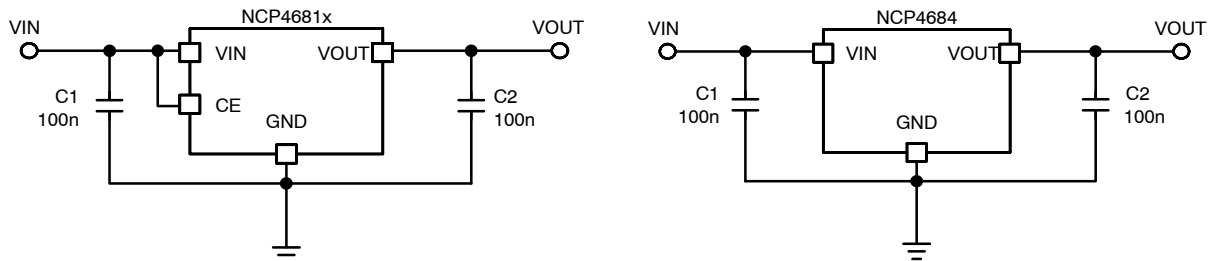 NCP4681x
VIN
VOUT
VIN
VOUT
C1
100n
CE
C2
100n
GND
NCP4684
VIN
VOUT
VIN
VOUT
C1
100n
C2
100n
GND